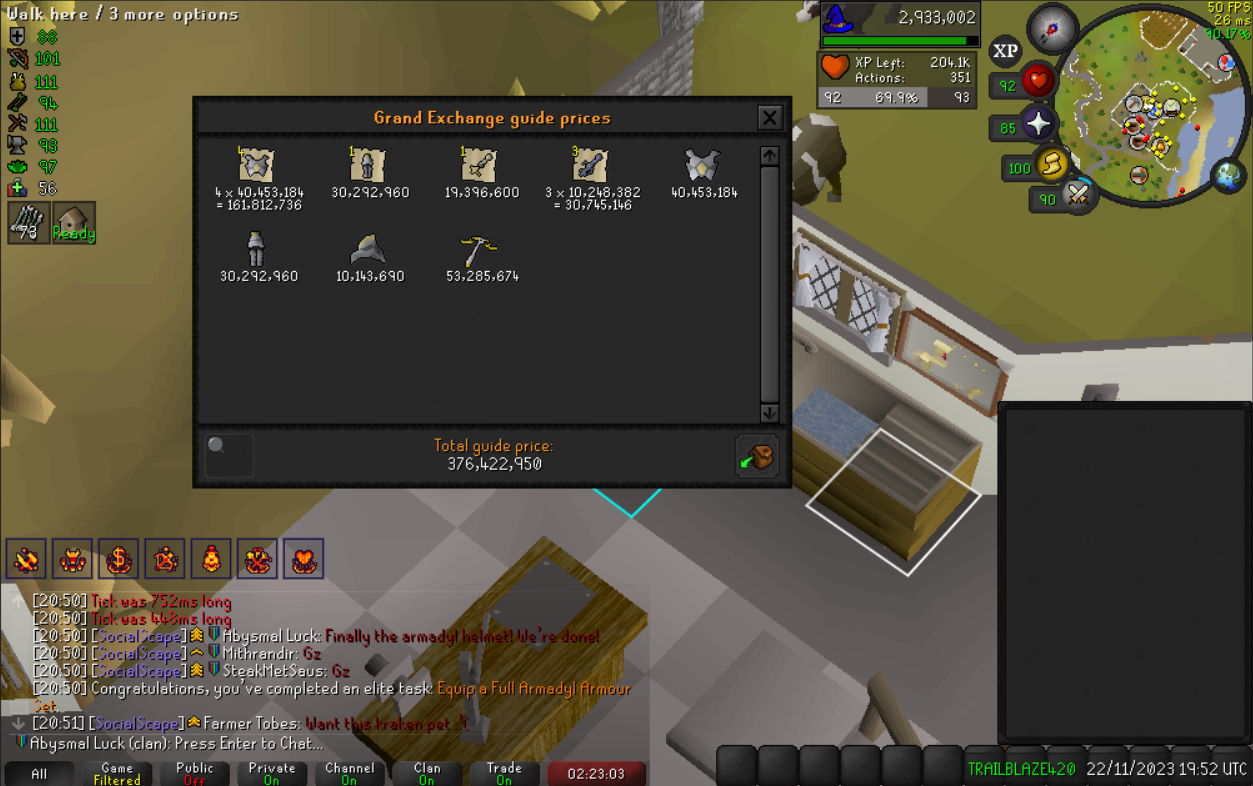 Walk here / 3 more options
88
101
111
94
111
93
97
56
73
Ready
2,933,002
XP Left: 204.1K
Actions: 351
92 69.9% 93
50 FPS
26 ms
90.17%
XP
92
85
100
90
Grand Exchange guide prices
4 1 1 3
4 x 40,453,184
= 161,812,736
30,292,960
19,396,600
3 x 10,248,382
= 30,745,146
40,453,184
30,292,960
10,143,690
53,285,674
Total guide price:
376,422,950
[20:50] Tick was 752ms long
[20:50] Tick was 448ms long
[20:50] [SocialScape] Abysmal Luck: Finally the armadyl helmet! We're done!
[20:50] [SocialScape] Mithrandir: Gz
[20:50] [SocialScape] SteakMetSaus: Gz
[20:50] Congratulations, you've completed an elite task: Equip a Full Armadyl Armour
Set.
[20:51] [SocialScape] Farmer Tobes: Want this kraken pet :'(
Abysmal Luck (clan): Press Enter to Chat...
All
Game
Filtered
Public
Off
Private
On
Channel
On
Clan
On
Trade
On
02:23:03
TRAILBLAZE420 22/11/2023 19:52 UTC